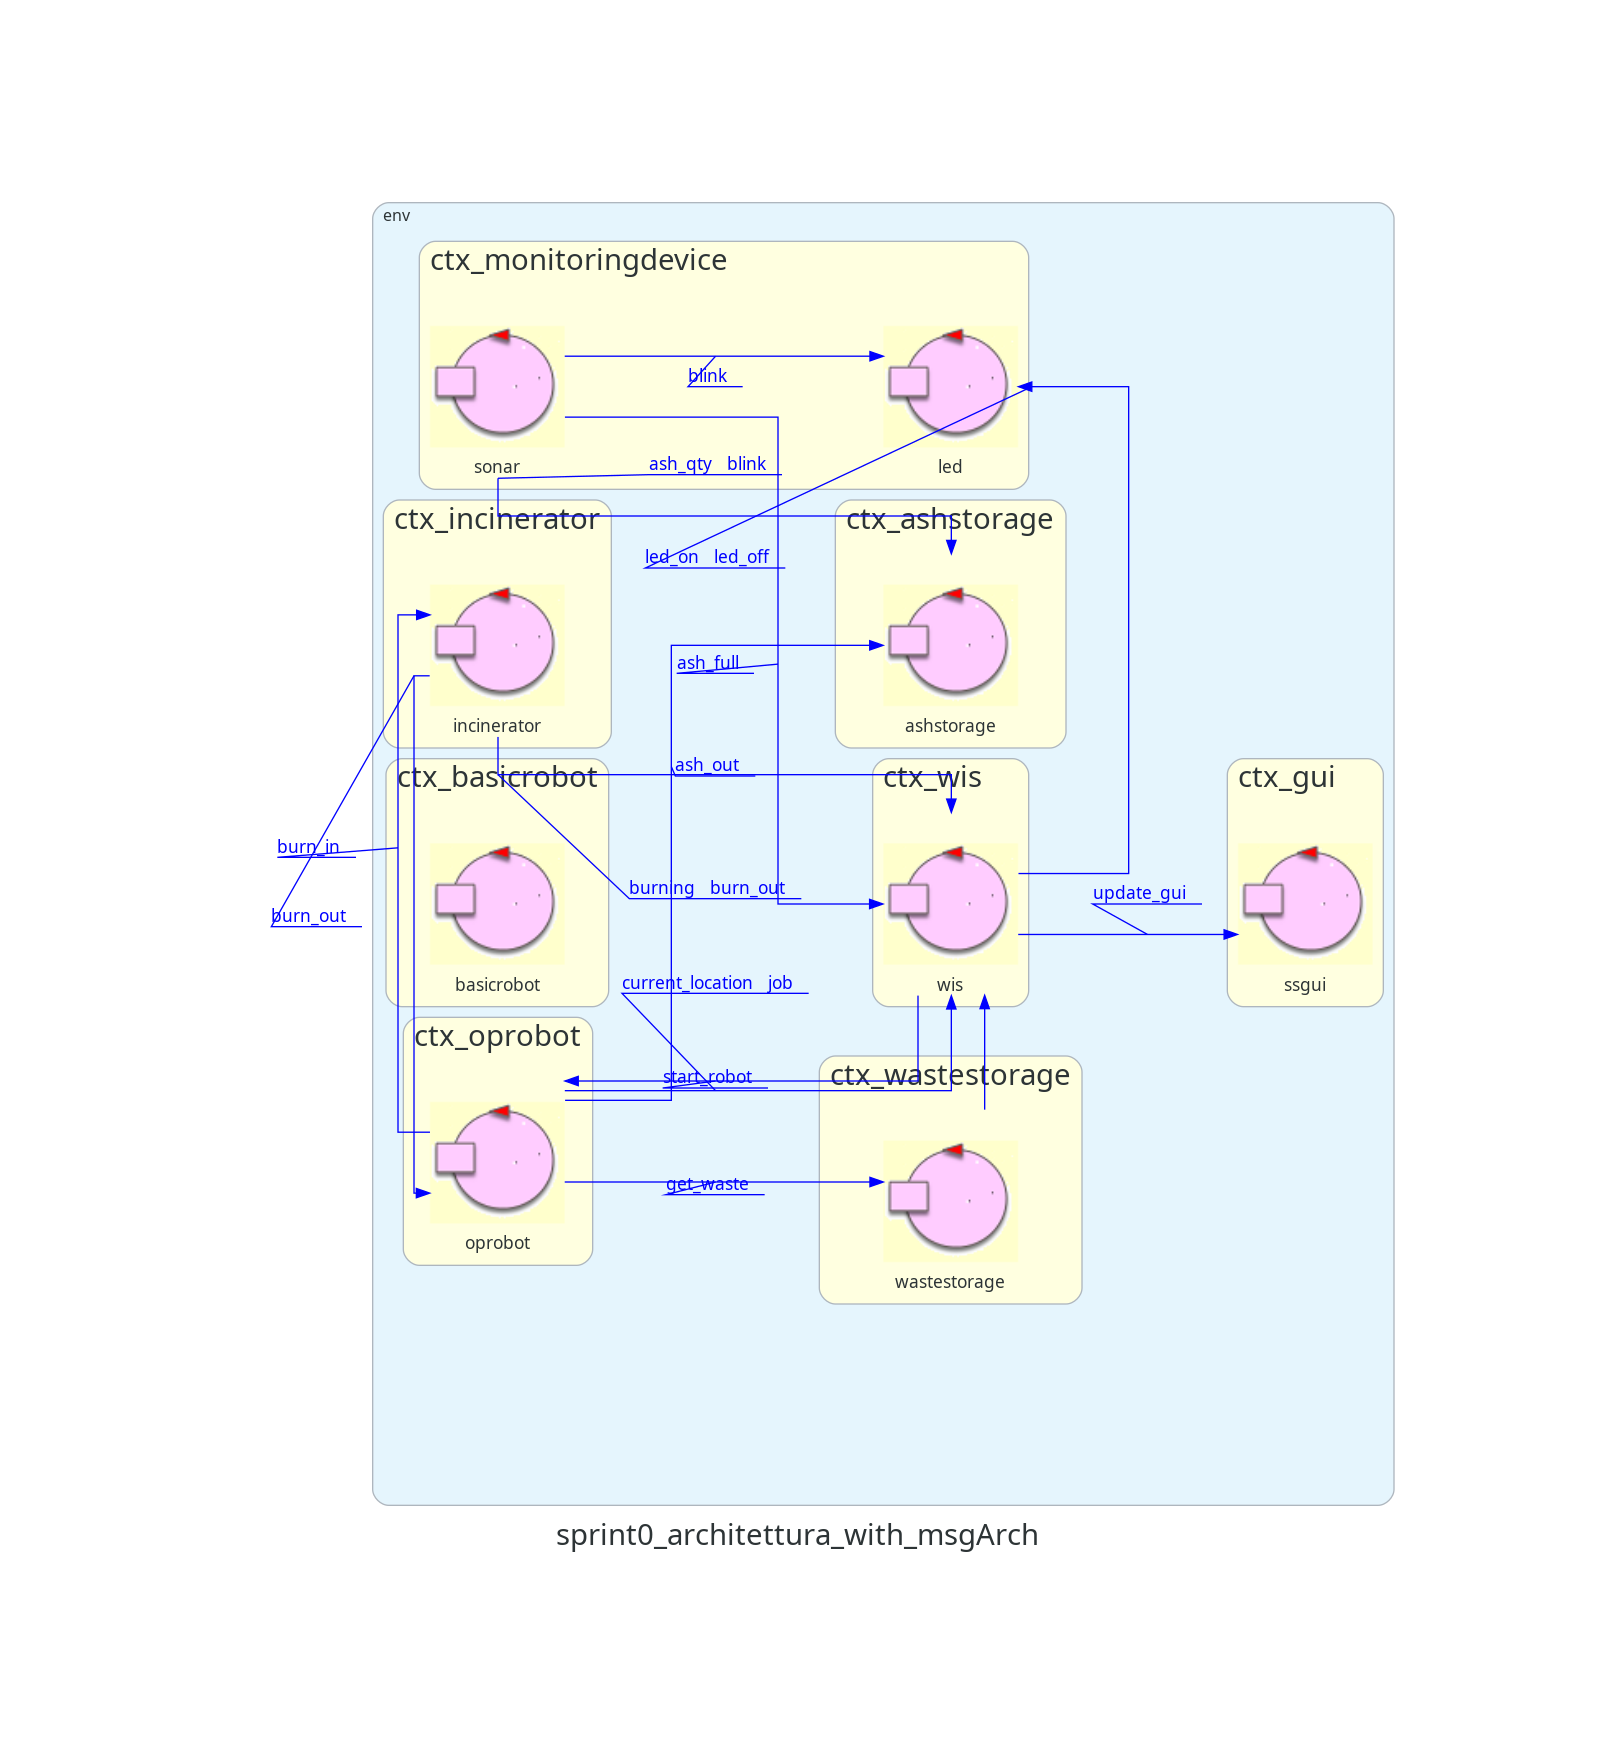 env
ctx_monitoringdevice
blink
sonar
led
ash_qty blink
ctx_incinerator
ctx_ashstorage
led_on led_off
ash_full
incinerator
ashstorage
ash_out
ctx_basicrobot
ctx_wis
ctx_gui
burn_in
burning burn_out
update_gui
burn_out
basicrobot
wis
ssgui
current_location job
ctx_oprobot
start_robot
ctx_wastestorage
get_waste
oprobot
wastestorage
sprint0_architettura_with_msgArch